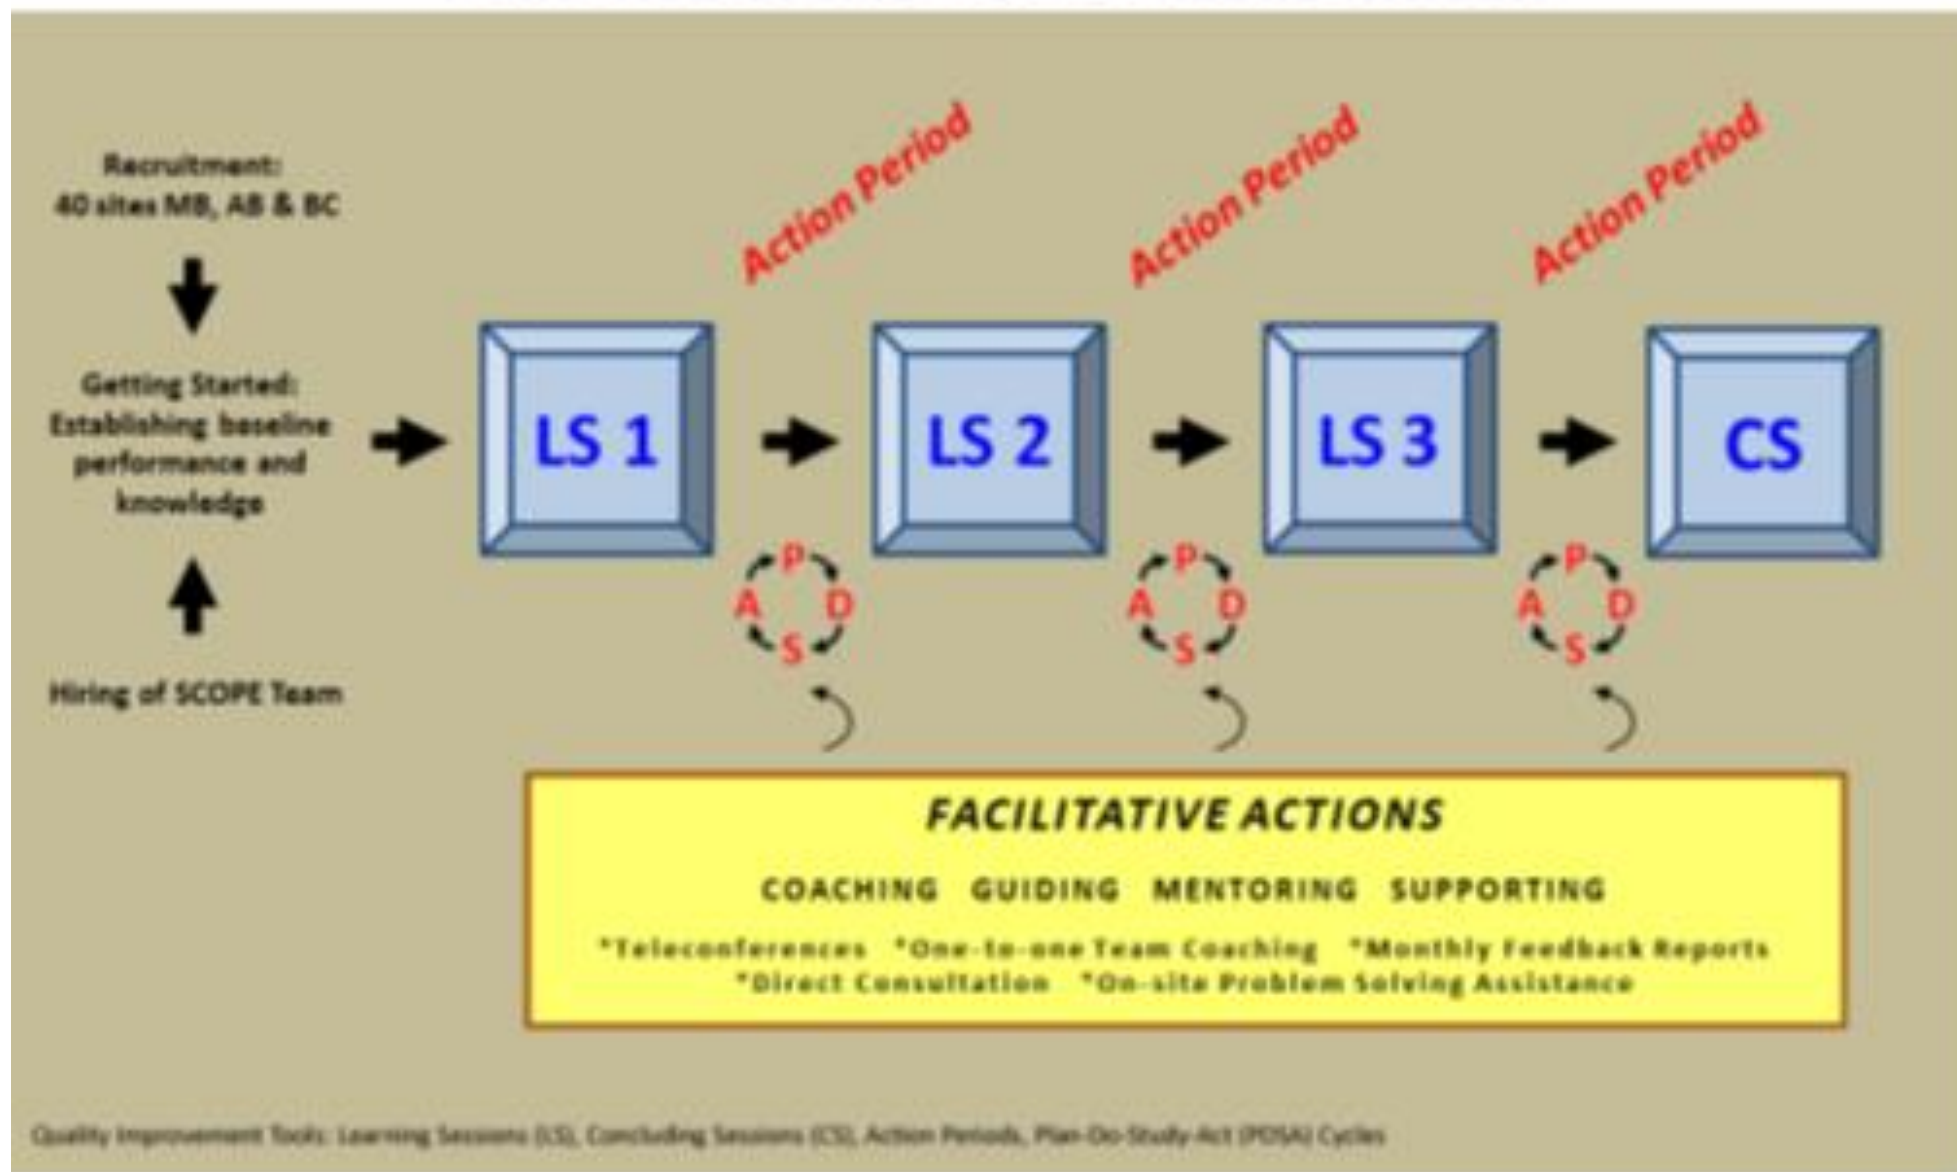 Recruitment:
40 sites MB, AB & BC
Getting Started:
Establishing baseline
performance and
knowledge
Hiring of SCOPE Team
Action Period
Action Period
Action Period
LS 1
LS 2
LS 3
CS
P
A D
S
P
A D
S
P
A D
S
FACILITATIVE ACTIONS
COACHING GUIDING MENTORING SUPPORTING
*Teleconferences *One-to-one Team Coaching *Monthly Feedback Reports
*Direct Consultation *On-site Problem Solving Assistance
Quality Improvement Tools: Learning Sessions (LS), Concluding Sessions (CS), Action Periods, Plan-Do-Study-Act (PDSA) Cycles